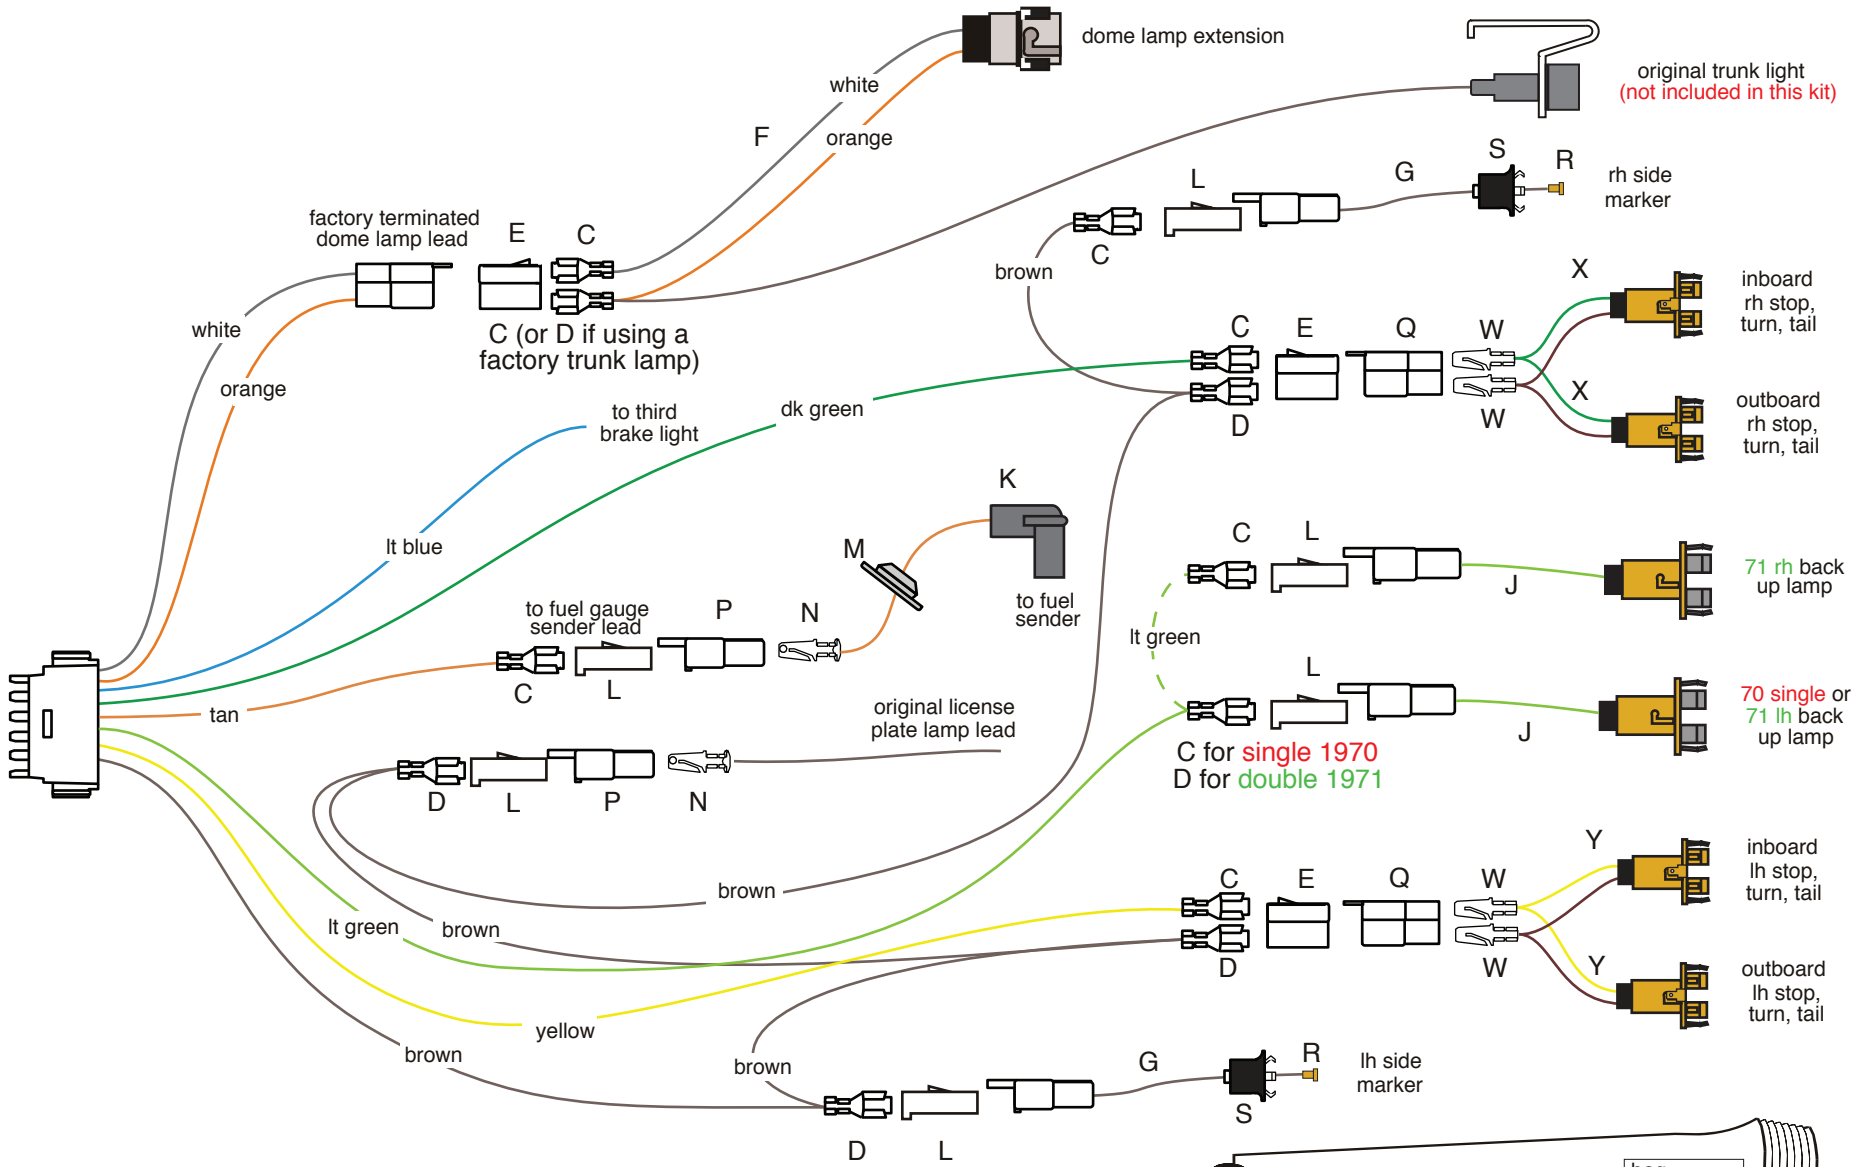 dome lamp extension
white
F
orange
original trunk light
(not included in this kit)
S
R
G
L
rh side
marker
C
factory terminated
dome lamp lead
E
C
brown
C (or D if using a
factory trunk lamp)
white
orange
X
inboard
rh stop,
turn, tail
C
E
Q
W
D
W
X
outboard
rh stop,
turn, tail
to third
brake light
dk green
lt blue
K
M
to fuel
sender
to fuel gauge
sender lead
P
N
C
L
tan
C
L
J
71 rh back
up lamp
lt green
L
J
70 single or
71 lh back
up lamp
C for single 1970
D for double 1971
original license
plate lamp lead
D
L
P
N
brown
lt green
brown
yellow
brown
brown
C
E
Q
W
D
W
Y
inboard
lh stop,
turn, tail
Y
outboard
lh stop,
turn, tail
G
R
S
lh side
marker
D
L